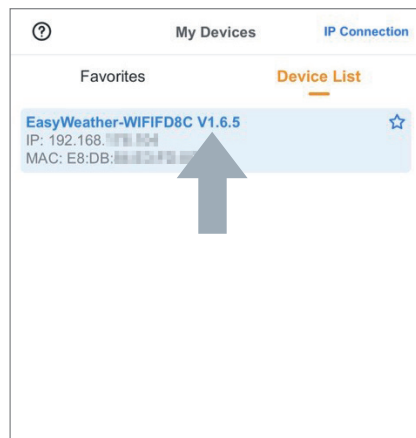 My Devices
IP Connection
Favorites
Device List
EasyWeather-WIFIFD8C V1.6.5
IP: 192.168.
MAC: E8:DB: